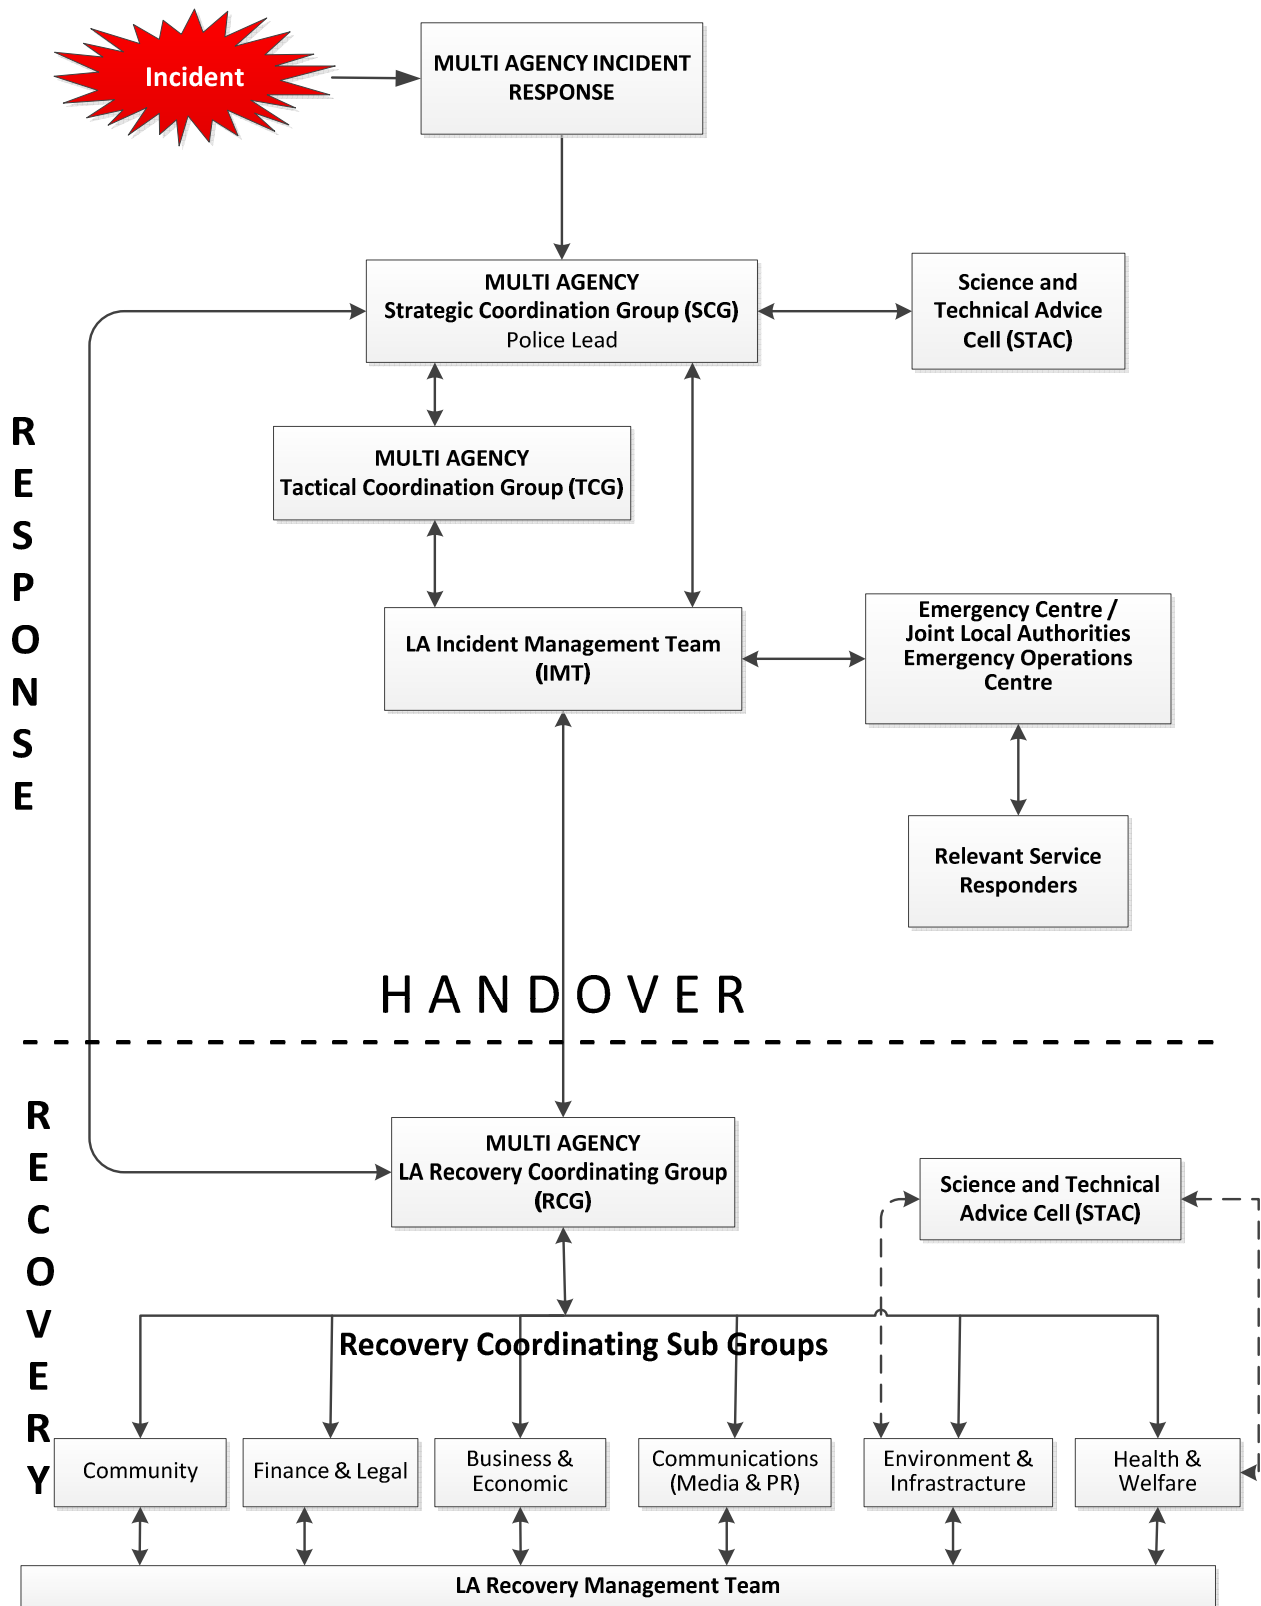 Incident
MULTI AGENCY INCIDENT
RESPONSE
MULTI AGENCY
Strategic Coordination Group (SCG)
Police Lead
Science and
Technical Advice
Cell (STAC)
RESPONSE
MULTI AGENCY
Tactical Coordination Group (TCG)
LA Incident Management Team
(IMT)
Emergency Centre /
Joint Local Authorities
Emergency Operations
Centre
Relevant Service
Responders
HANDOVER
RECOVERY
MULTI AGENCY
LA Recovery Coordinating Group
(RCG)
Science and Technical
Advice Cell (STAC)
Recovery Coordinating Sub Groups
Community
Finance & Legal
Business &
Economic
Communications
(Media & PR)
Environment &
Infrastracture
Health &
Welfare
LA Recovery Management Team